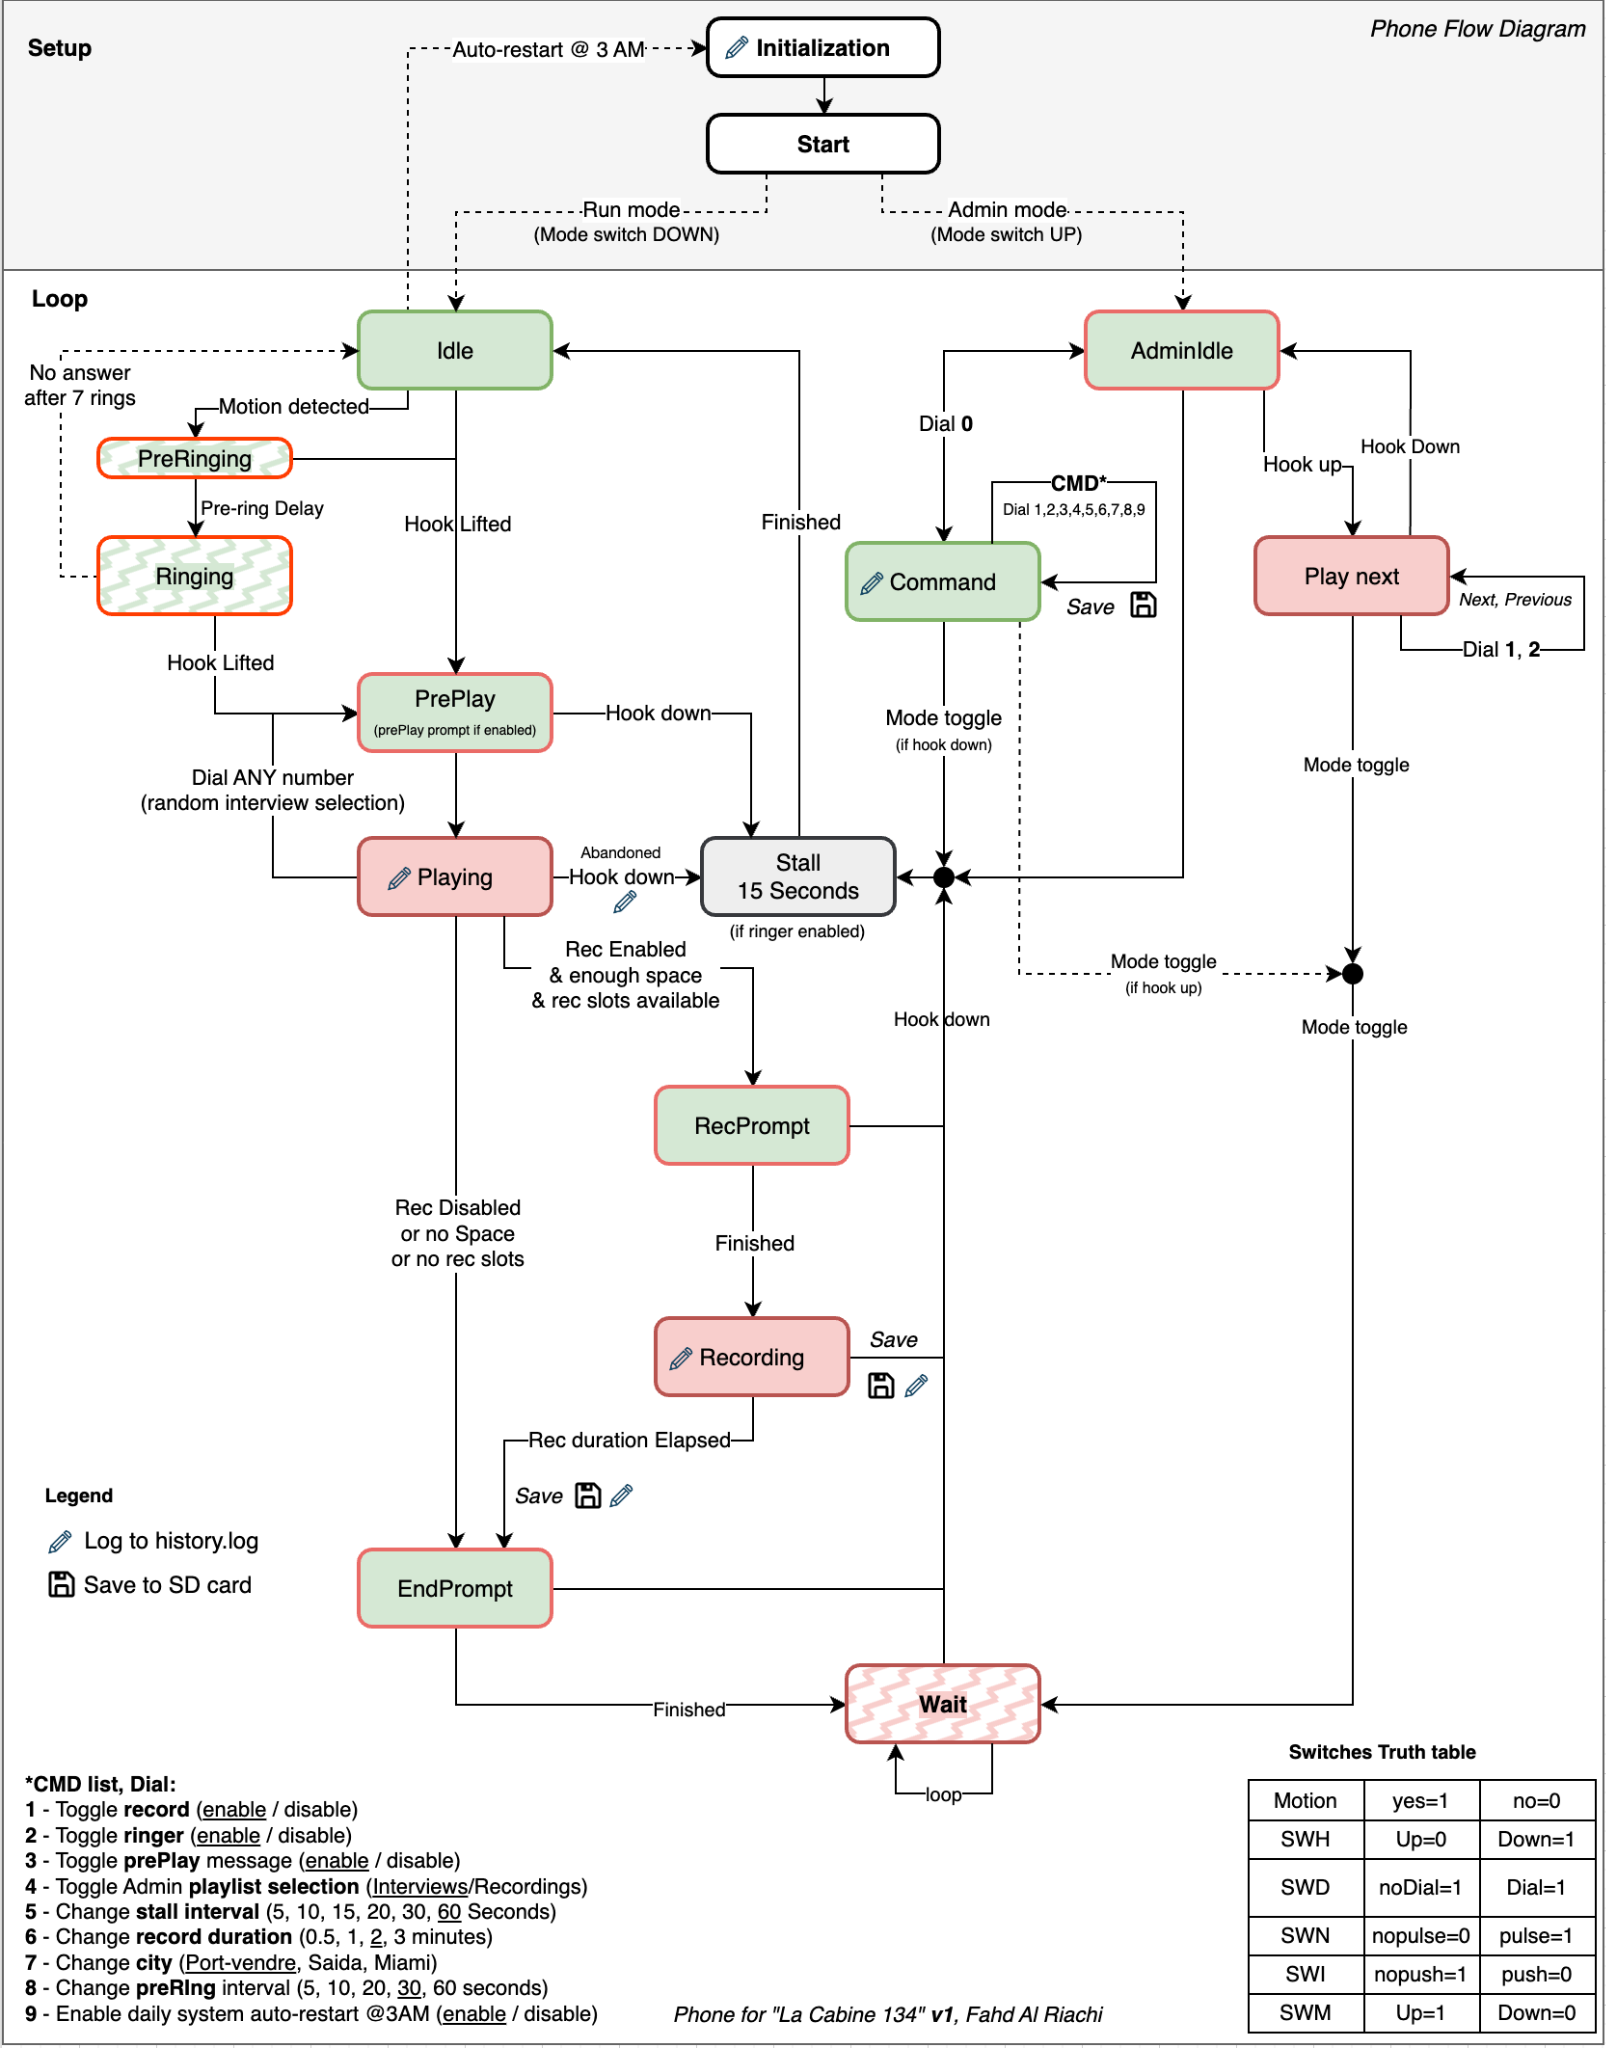 Phone Flow Diagram
Setup
Auto-restart @ 3 AM
Initialization
Start
Run mode
(Mode switch DOWN)
Admin mode
(Mode switch UP)
Loop
Idle
AdminIdle
No answer
after 7 rings
Motion detected
PreRinging
Pre-ring Delay
Ringing
Hook Lifted
Finished
Dial 0
CMD*
Dial 1,2,3,4,5,6,7,8,9
Command
Save
Hook up
Hook Down
Play next
Next, Previous
Dial 1, 2
Hook Lifted
PrePlay
(prePlay prompt if enabled)
Hook down
Mode toggle
(if hook down)
Mode toggle
Dial ANY number
(random interview selection)
Playing
Abandoned
Hook down
Stall
15 Seconds
(if ringer enabled)
Rec Enabled
& enough space
& rec slots available
Mode toggle
(if hook up)
Hook down
Mode toggle
RecPrompt
Rec Disabled
or no Space
or no rec slots
Finished
Recording
Save
Rec duration Elapsed
Save
Legend
Log to history.log
Save to SD card
EndPrompt
Finished
Wait
loop
*CMD list, Dial:
1 - Toggle record (enable / disable)
2 - Toggle ringer (enable / disable)
3 - Toggle prePlay message (enable / disable)
4 - Toggle Admin playlist selection (Interviews/Recordings)
5 - Change stall interval (5, 10, 15, 20, 30, 60 Seconds)
6 - Change record duration (0.5, 1, 2, 3 minutes)
7 - Change city (Port-vendre, Saida, Miami)
8 - Change preRIng interval (5, 10, 20, 30, 60 seconds)
9 - Enable daily system auto-restart @3AM (enable / disable)
Phone for "La Cabine 134" v1, Fahd Al Riachi
Switches Truth table
Motion yes=1 no=0
SWH Up=0 Down=1
SWD noDial=1 Dial=1
SWN nopulse=0 pulse=1
SWI nopush=1 push=0
SWM Up=1 Down=0